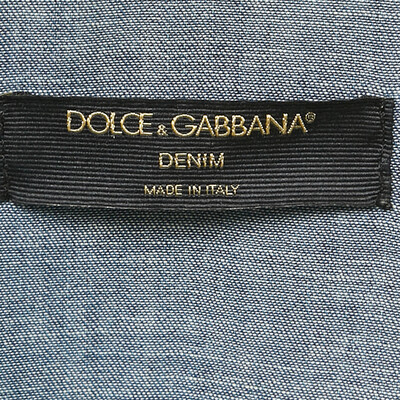 DOLCE & GABBANA®
DENIM
MADE IN ITALY